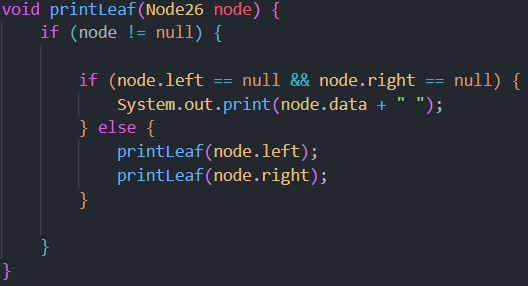 void printLeaf(Node26 node) {
    if (node != null) {
        if (node.left == null && node.right == null) {
            System.out.print(node.data + " ");
        } else {
            printLeaf(node.left);
            printLeaf(node.right);
        }
    }
}